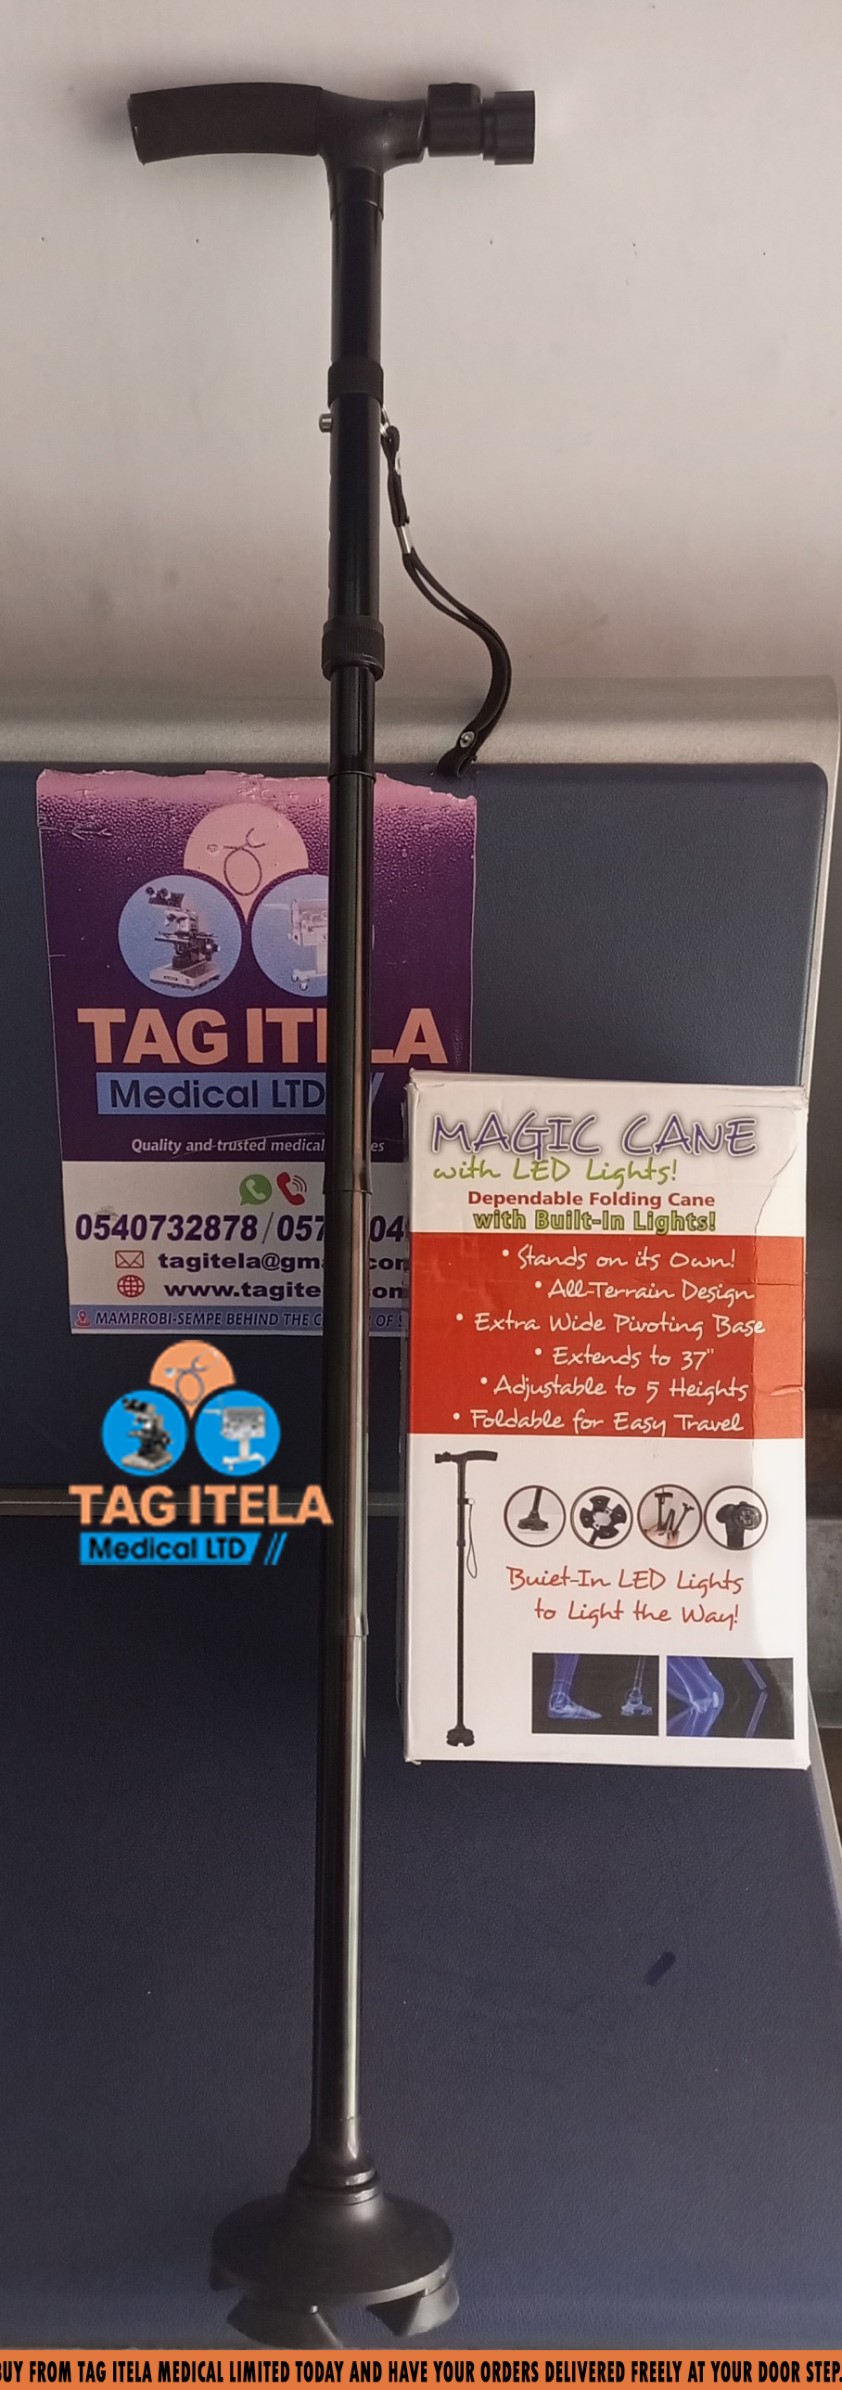 TAG ITELA
Medical LTD
Quality and trusted medical
0540732878/057
tagitela@gm
www.tagite
MAMPROBI-SEMPE BEHIND THE
MAGIC CANE
with LED Lights!
Dependable Folding Cane
with Built-In Lights!
• Stands on its Own!
• All-Terrain Design
• Extra Wide Pivoting Base
• Extends to 37"
• Adjustable to 5 Heights
• Foldable for Easy Travel
Buiet-In LED Lights
to Light the Way!
TAG ITELA
Medical LTD //
BUY FROM TAG ITELA MEDICAL LIMITED TODAY AND HAVE YOUR ORDERS DELIVERED FREELY AT YOUR DOOR STEP.